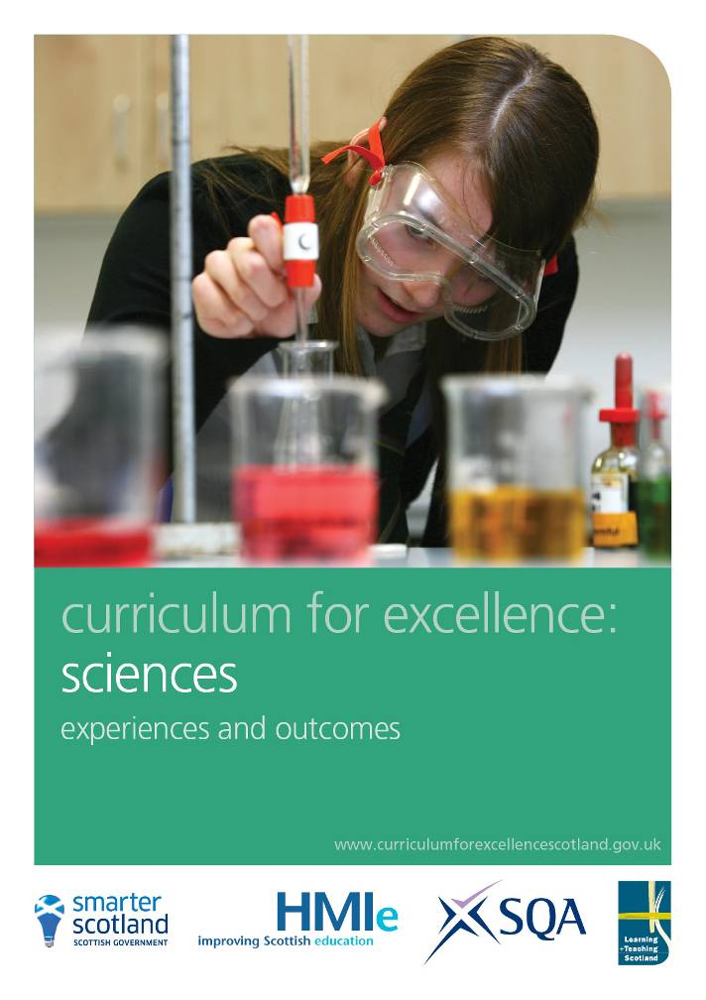 curriculum for excellence:
sciences
experiences and outcomes
www.curriculumforexcellencescotland.gov.uk
smarter
scotland
SCOTTISH GOVERNMENT
HMIe
improving Scottish education
SQA
Learning
+Teaching
Scotland